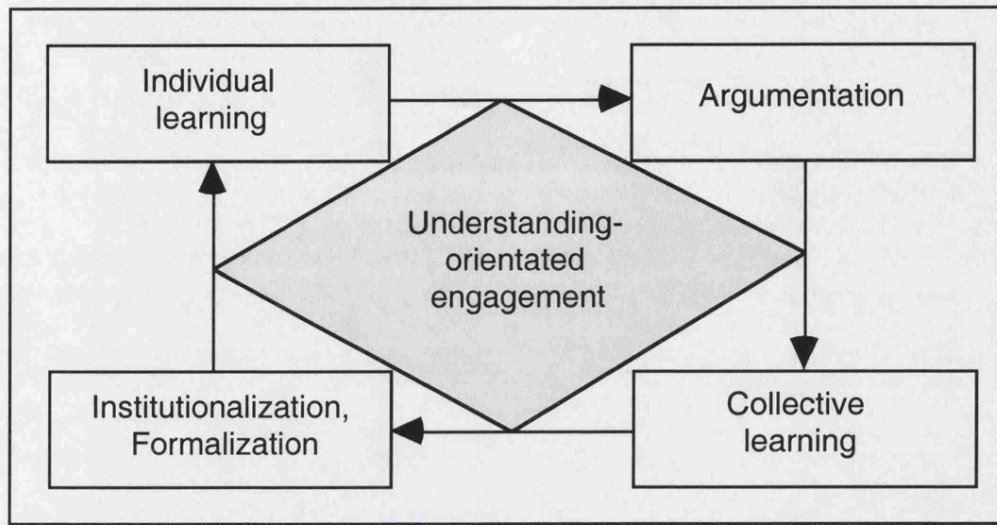 Individual
learning
Argumentation
Understanding-
orientated
engagement
Institutionalization,
Formalization
Collective
learning